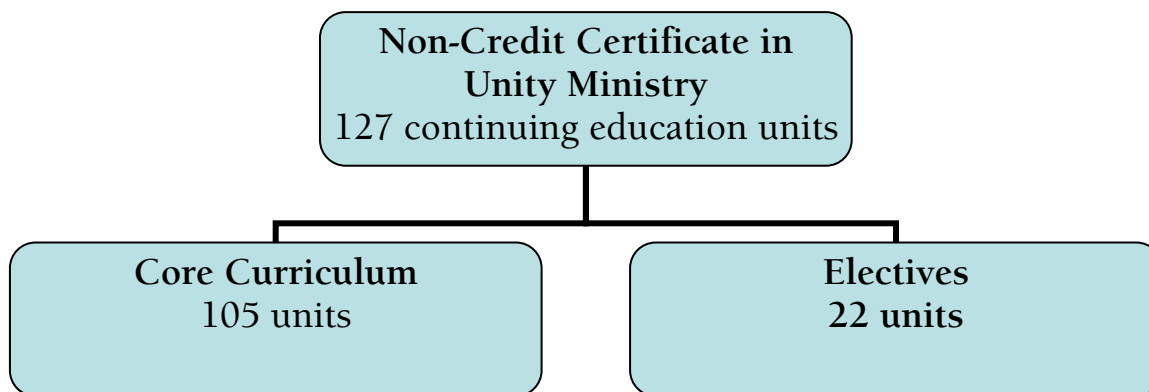 Non-Credit Certificate in
Unity Ministry
127 continuing education units
Core Curriculum
105 units
Electives
22 units